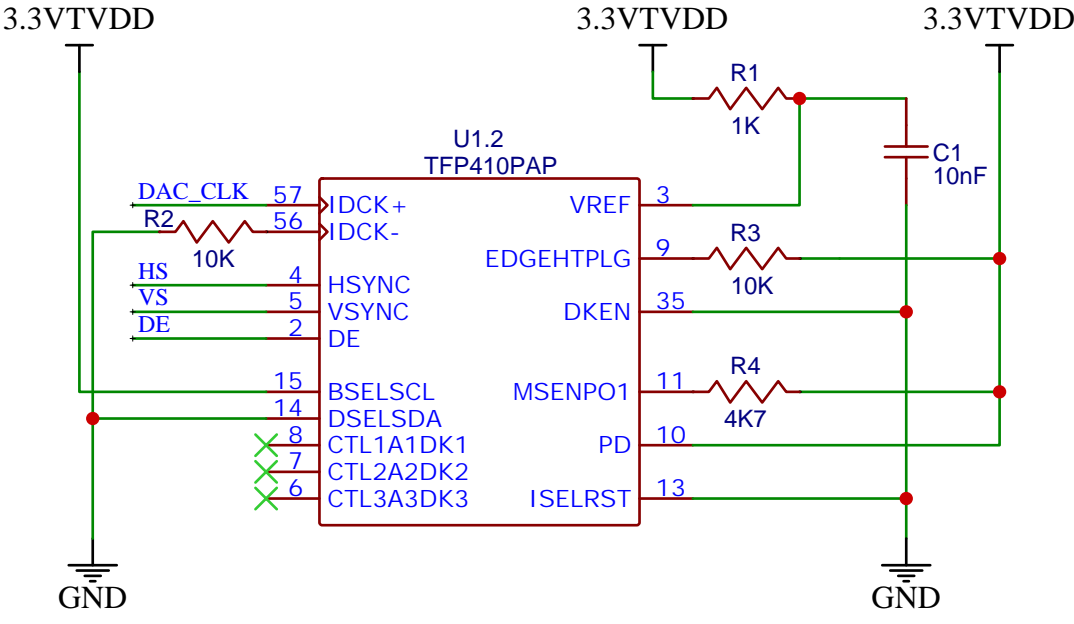 3.3VTVDD
3.3VTVDD
3.3VTVDD
R1
1K
C1
10nF
U1.2
TFP410PAP
DAC_CLK
57
IDCK+
VREF
3
R2
56
IDCK-
10K
EDGEHTPLG
9
R3
10K
HS
4
HSYNC
VS
5
VSYNC
DKEN
35
DE
2
DE
15
BSELSCL
MSENPO1
11
R4
4K7
14
DSELSDA
8
CTL1A1DK1
PD
10
7
CTL2A2DK2
6
CTL3A3DK3
ISELRST
13
GND
GND